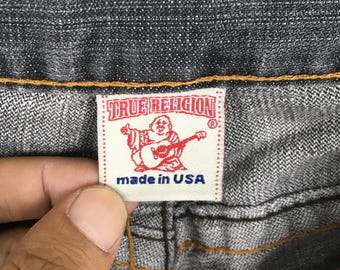 TRUE RELIGION
®
made in USA